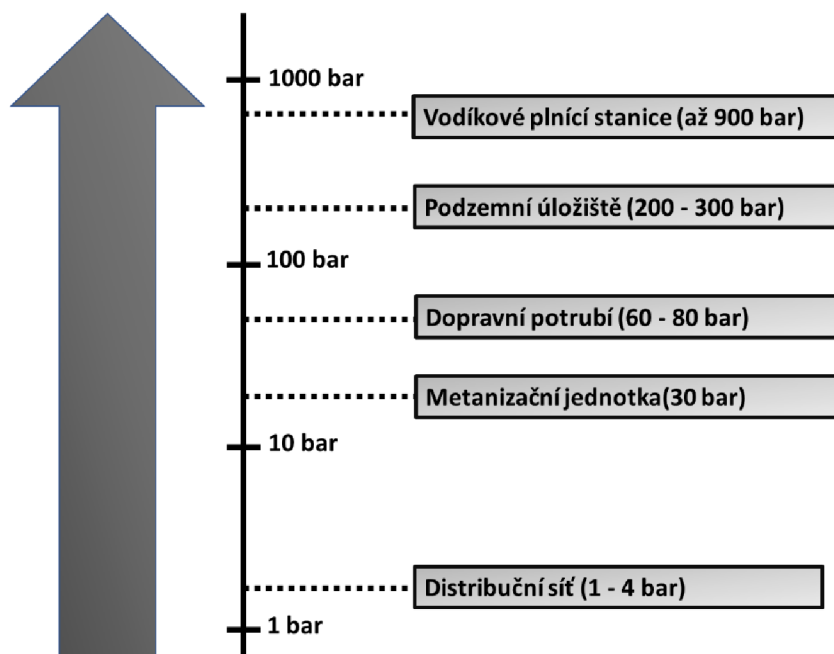 1000 bar
Vodíkové plnící stanice (až 900 bar)
Podzemní úložiště (200 - 300 bar)
100 bar
Dopravní potrubí (60 - 80 bar)
Metanizační jednotka(30 bar)
10 bar
Distribuční síť (1 - 4 bar)
1 bar